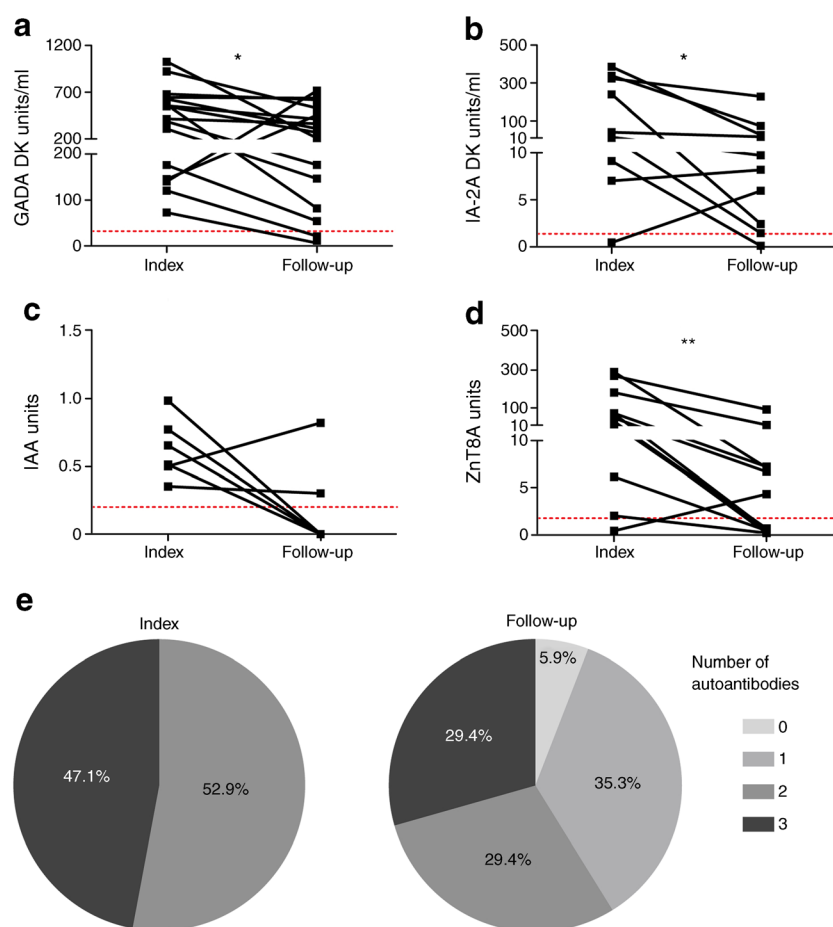 a
GADA DK units/ml
1200
700
200
200
100
0
*
Index
Follow-up
b
IA-2A DK units/ml
500
300
100
10
10
5
0
*
Index
Follow-up
c
IAA units
1.5
1.0
0.5
0
Index
Follow-up
d
ZnT8A units
500
300
100
10
10
5
0
**
Index
Follow-up
e
Index
47.1%
52.9%
Follow-up
5.9%
35.3%
29.4%
29.4%
Number of
autoantibodies
0
1
2
3